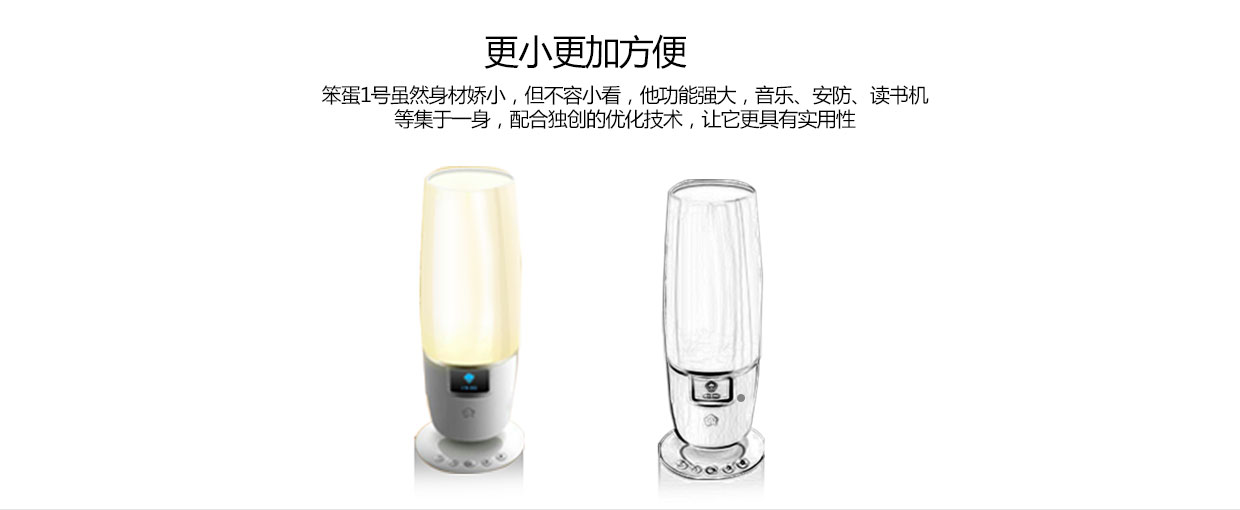 更小更加方便
笨蛋1号虽然身材娇小，但不容小看，他功能强大，音乐、安防、读书机
等集于一身，配合独创的优化技术，让它更具有实用性